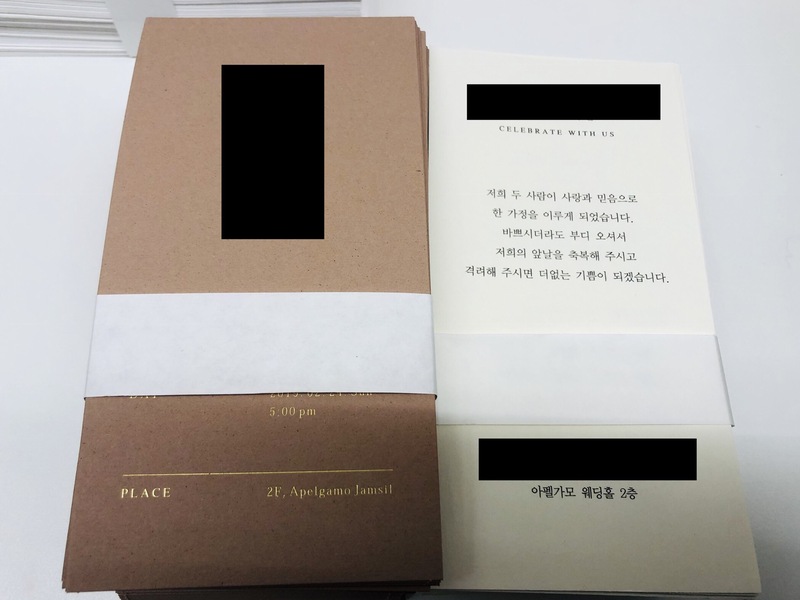 5:00 pm
PLACE
2F, Apelgamo Jamsil
CELEBRATE WITH US
저희 두 사람이 사랑과 믿음으로
한 가정을 이루게 되었습니다.
바쁘시더라도 부디 오셔서
저희의 앞날을 축복해 주시고
격려해 주시면 더없는 기쁨이 되겠습니다.
아펠가모 웨딩홀 2층